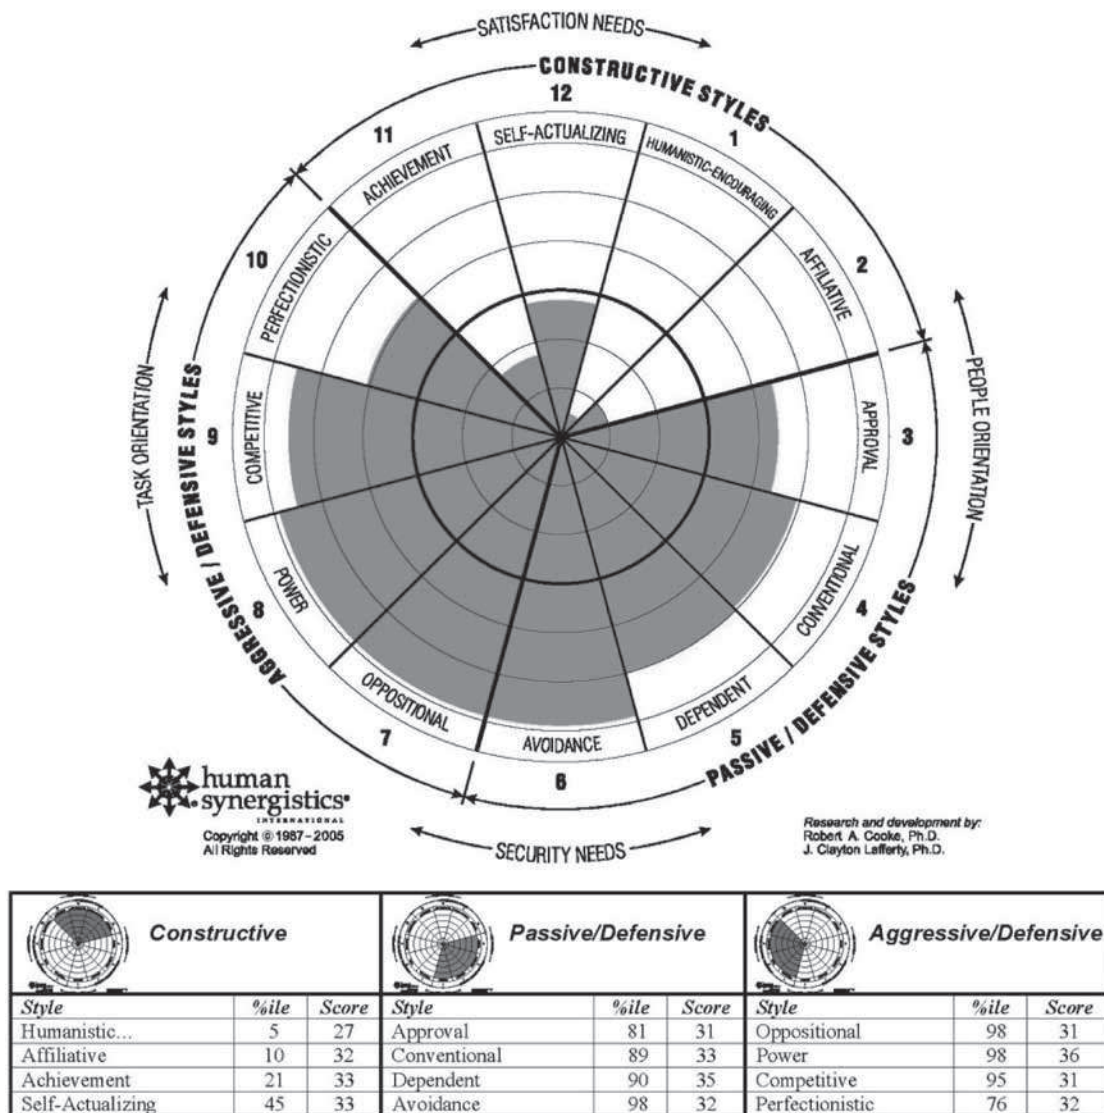 SATISFACTION NEEDS
CONSTRUCTIVE STYLES
12
11
1
SELF-ACTUALIZING
HUMANISTIC-ENCOURAGING
ACHIEVEMENT
10
2
PERFECTIONISTIC
AFFILIATIVE
TASK ORIENTATION
PEOPLE ORIENTATION
9
COMPETITIVE
APPROVAL
3
AGGRESSIVE / DEFENSIVE STYLES
8
POWER
CONVENTIONAL
4
PASSIVE / DEFENSIVE STYLES
OPPOSITIONAL
DEPENDENT
7
AVOIDANCE
5
6
human
synergistics
INTERNATIONAL
Copyright © 1987-2005
All Rights Reserved
SECURITY NEEDS
Research and development by:
Robert A. Cooke, Ph.D.
J. Clayton Lafferty, Ph.D.
Constructive Passive/Defensive Aggressive/Defensive
Style %ile Score Style %ile Score Style %ile Score
Humanistic... 5 27 Approval 81 31 Oppositional 98 31
Affiliative 10 32 Conventional 89 33 Power 98 36
Achievement 21 33 Dependent 90 35 Competitive 95 31
Self-Actualizing 45 33 Avoidance 98 32 Perfectionistic 76 32